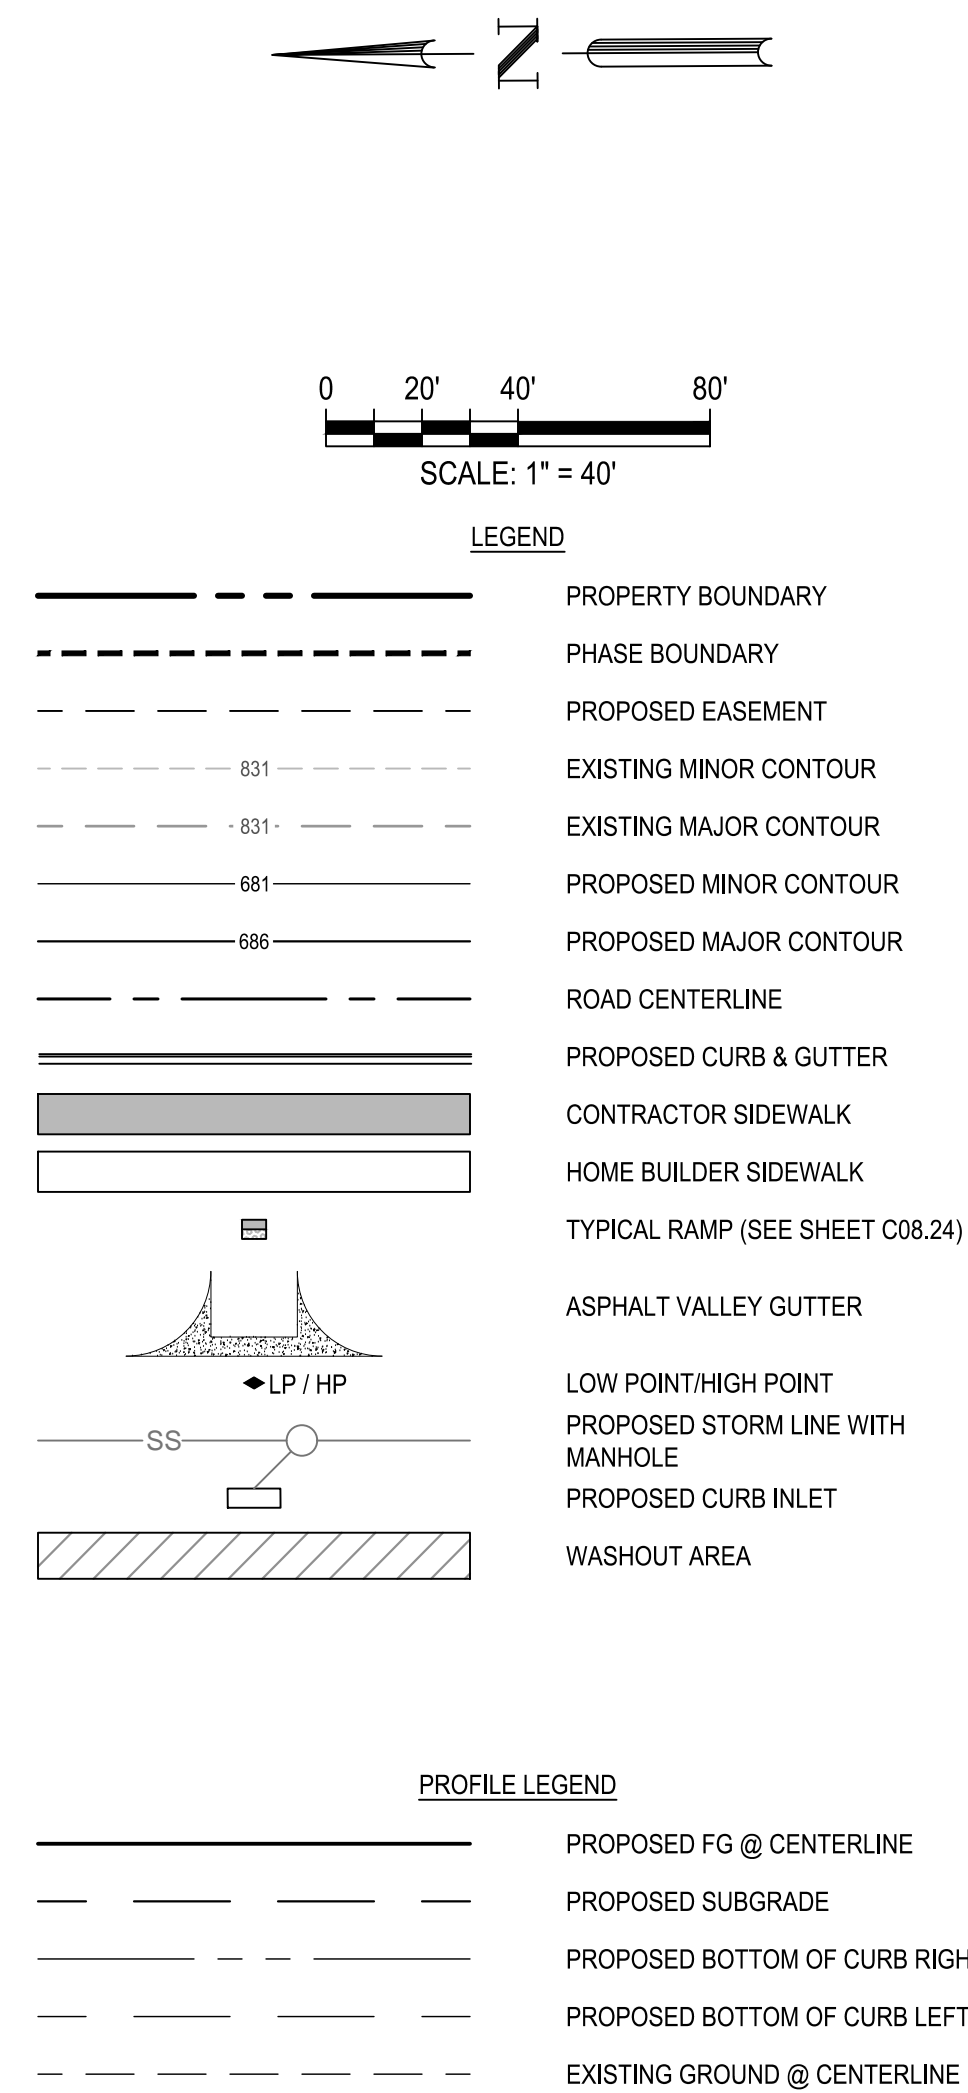 N
0 20' 40' 80'
SCALE: 1" = 40'
LEGEND
PROPERTY BOUNDARY
PHASE BOUNDARY
PROPOSED EASEMENT
831 EXISTING MINOR CONTOUR
831 EXISTING MAJOR CONTOUR
681 PROPOSED MINOR CONTOUR
686 PROPOSED MAJOR CONTOUR
ROAD CENTERLINE
PROPOSED CURB & GUTTER
CONTRACTOR SIDEWALK
HOME BUILDER SIDEWALK
TYPICAL RAMP (SEE SHEET C08.24)
ASPHALT VALLEY GUTTER
LP / HP LOW POINT/HIGH POINT
SS PROPOSED STORM LINE WITH
MANHOLE
PROPOSED CURB INLET
WASHOUT AREA
PROFILE LEGEND
PROPOSED FG @ CENTERLINE
PROPOSED SUBGRADE
PROPOSED BOTTOM OF CURB RIGH
PROPOSED BOTTOM OF CURB LEFT
EXISTING GROUND @ CENTERLINE